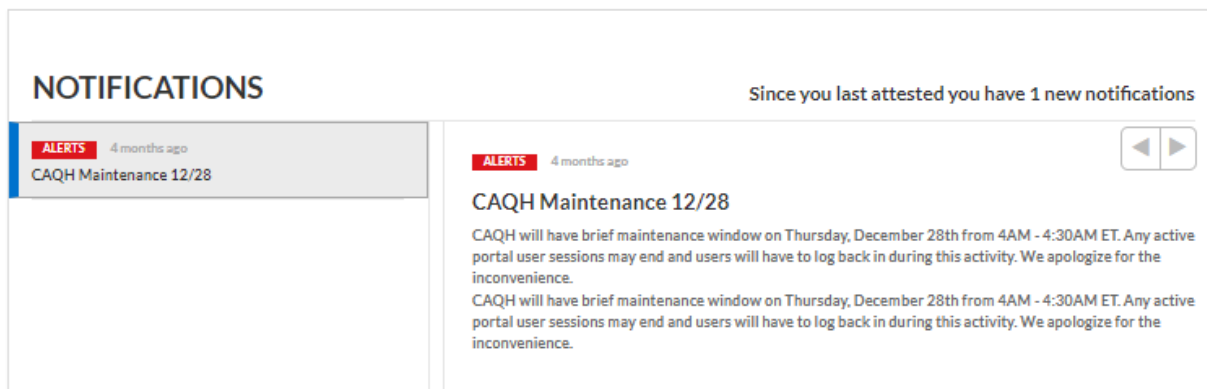 NOTIFICATIONS
Since you last attested you have 1 new notifications
ALERTS 4 months ago
CAQH Maintenance 12/28
ALERTS 4 months ago
CAQH Maintenance 12/28
CAQH will have brief maintenance window on Thursday, December 28th from 4AM - 4:30AM ET. Any active
portal user sessions may end and users will have to log back in during this activity. We apologize for the
inconvenience.
CAQH will have brief maintenance window on Thursday, December 28th from 4AM - 4:30AM ET. Any active
portal user sessions may end and users will have to log back in during this activity. We apologize for the
inconvenience.